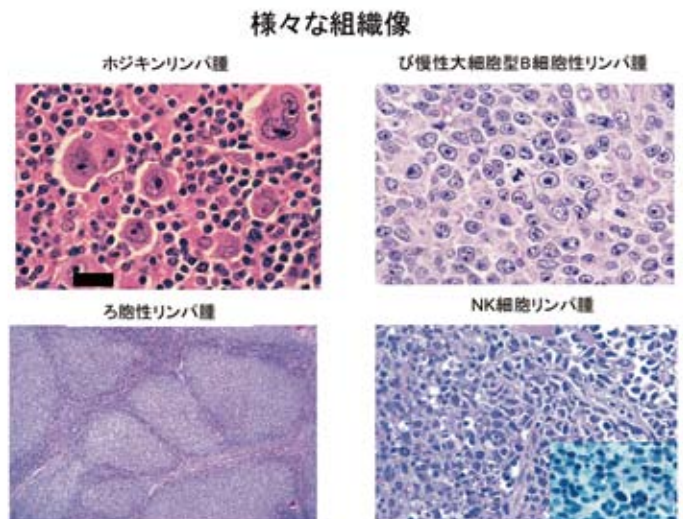 様々な組織像
ホジキンリンパ腫
び慢性大細胞型B細胞性リンパ腫
ろ胞性リンパ腫
NK細胞リンパ腫